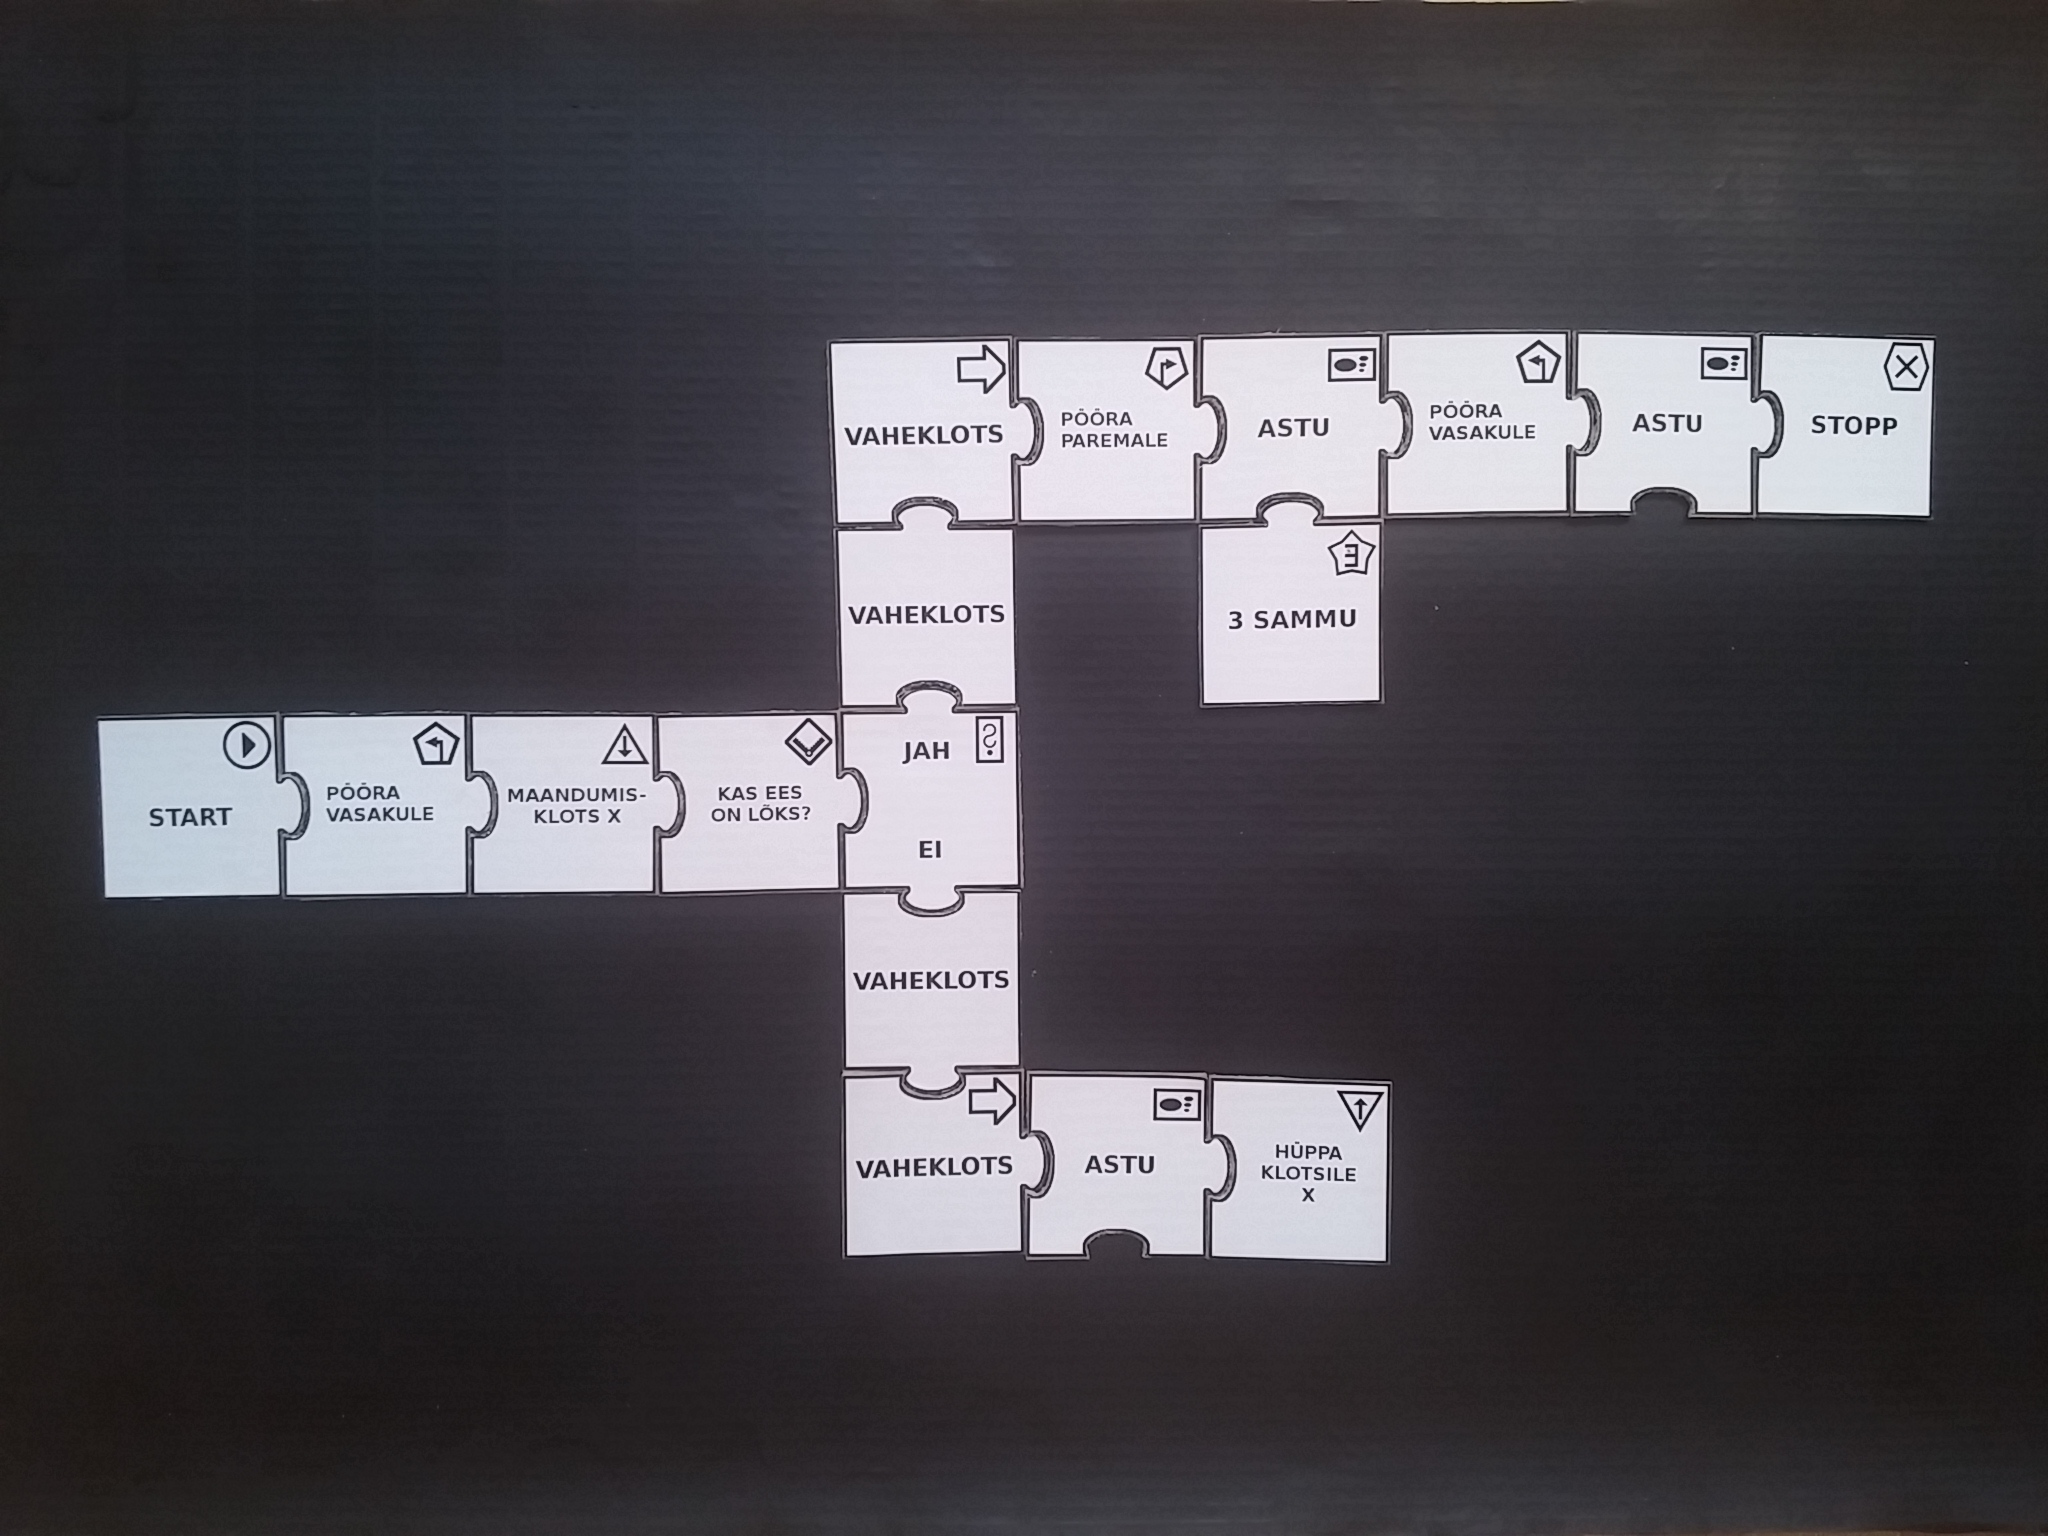 START
PÖÖRA
VASAKULE
MAANDUMIS-
KLOTS X
KAS EES
ON LÕKS?
JAH
EI
VAHEKLOTS
VAHEKLOTS
PÖÖRA
PAREMALE
ASTU
3 SAMMU
3
PÖÖRA
VASAKULE
ASTU
STOPP
VAHEKLOTS
VAHEKLOTS
ASTU
HÜPPA
KLOTSILE
X